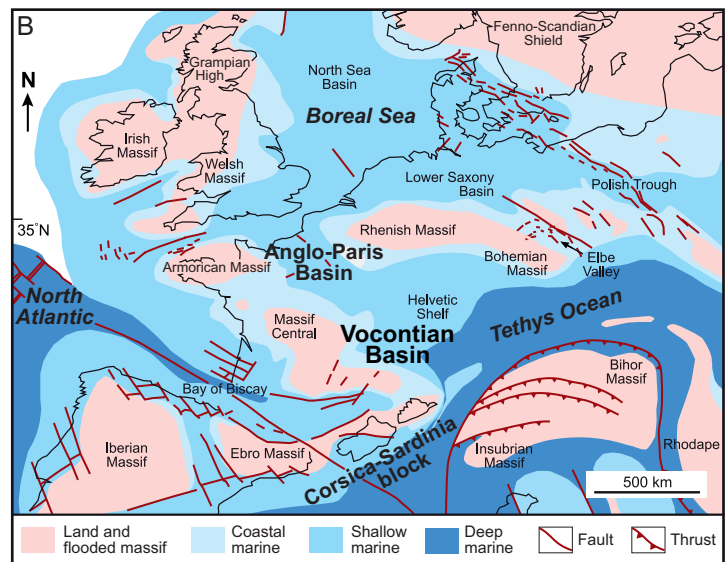 B
N
35°N
Fenno-Scandian
Shield
Grampian
High
North Sea
Basin
Boreal Sea
Irish
Massif
Welsh
Massif
Lower Saxony
Basin
Polish Trough
Rhenish Massif
Anglo-Paris
Basin
Armorican Massif
Bohemian
Massif
Elbe
Valley
North
Atlantic
Helvetic
Shelf
Tethys Ocean
Massif
Central
Vocontian
Basin
Bay of Biscay
Bihor
Massif
Iberian
Massif
Ebro Massif
Corsica-Sardinia
block
Insubrian
Massif
Rhodape
500 km
Land and
flooded massif
Coastal
marine
Shallow
marine
Deep
marine
Fault
Thrust